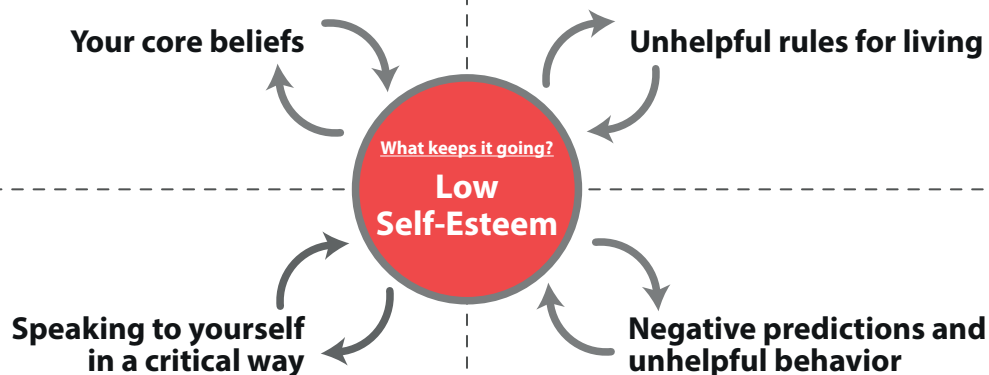 Your core beliefs
Unhelpful rules for living
What keeps it going?
Low
Self-Esteem
Speaking to yourself
in a critical way
Negative predictions and
unhelpful behavior